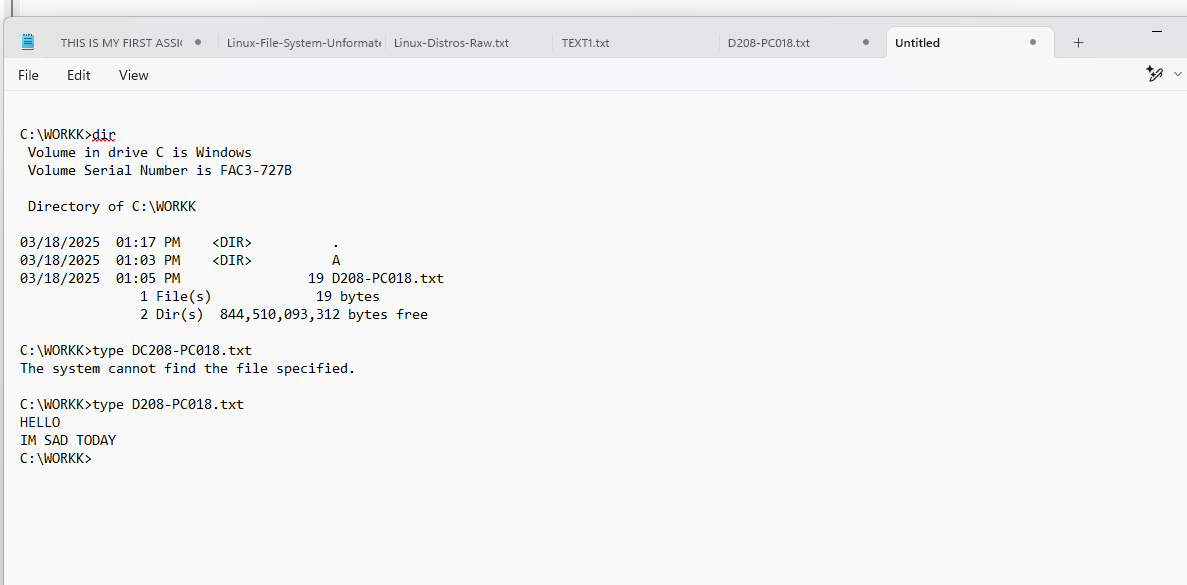 THIS IS MY FIRST ASSI
Linux-File-System-Unformat
Linux-Distros-Raw.txt
TEXT1.txt
D208-PC018.txt
Untitled
File
Edit
View
C:\WORKK>dir
Volume in drive C is Windows
Volume Serial Number is FAC3-727B
Directory of C:\WORKK
03/18/2025 01:17 PM <DIR> .
03/18/2025 01:03 PM <DIR> A
03/18/2025 01:05 PM 19 D208-PC018.txt
1 File(s) 19 bytes
2 Dir(s) 844,510,093,312 bytes free
C:\WORKK>type DC208-PC018.txt
The system cannot find the file specified.
C:\WORKK>type D208-PC018.txt
HELLO
IM SAD TODAY
C:\WORKK>